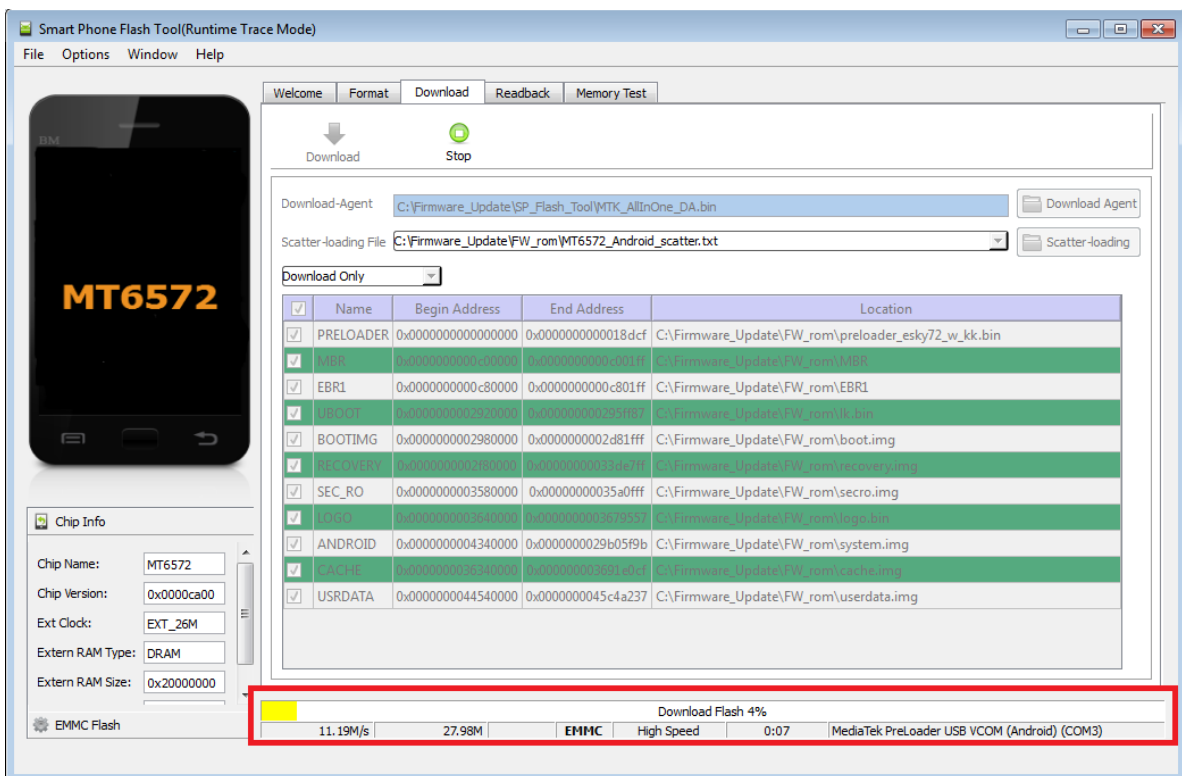 Smart Phone Flash Tool(Runtime Trace Mode)
File Options Window Help
BM
MT6572
Welcome Format Download Readback Memory Test
Download Stop
Download-Agent C:\Firmware_Update\SP_Flash_Tool\MTK_AllInOne_DA.bin Download Agent
Scatter-loading File C:\Firmware_Update\FW_rom\MT6572_Android_scatter.txt Scatter-loading
Download Only
Name Begin Address End Address Location
PRELOADER 0x0000000000000000 0x0000000000018dcf C:\Firmware_Update\FW_rom\preloader_esky72_w_kk.bin
MBR 0x0000000000c00000 0x0000000000c001ff C:\Firmware_Update\FW_rom\MBR
EBR1 0x0000000000c80000 0x0000000000c801ff C:\Firmware_Update\FW_rom\EBR1
UBOOT 0x0000000002920000 0x000000000295ff87 C:\Firmware_Update\FW_rom\lk.bin
BOOTIMG 0x0000000002980000 0x0000000002d81fff C:\Firmware_Update\FW_rom\boot.img
RECOVERY 0x0000000002f80000 0x00000000033de7ff C:\Firmware_Update\FW_rom\recovery.img
SEC_RO 0x0000000003580000 0x00000000035a0fff C:\Firmware_Update\FW_rom\secro.img
LOGO 0x0000000003640000 0x0000000003679557 C:\Firmware_Update\FW_rom\logo.bin
ANDROID 0x0000000004340000 0x0000000029b05f9b C:\Firmware_Update\FW_rom\system.img
CACHE 0x0000000036340000 0x000000003691e0cf C:\Firmware_Update\FW_rom\cache.img
USRDATA 0x0000000044540000 0x0000000045c4a237 C:\Firmware_Update\FW_rom\userdata.img
Chip Info
Chip Name: MT6572
Chip Version: 0x0000ca00
Ext Clock: EXT_26M
Extern RAM Type: DRAM
Extern RAM Size: 0x20000000
EMMC Flash
Download Flash 4%
11.19M/s 27.98M EMMC High Speed 0:07 MediaTek PreLoader USB VCOM (Android) (COM3)